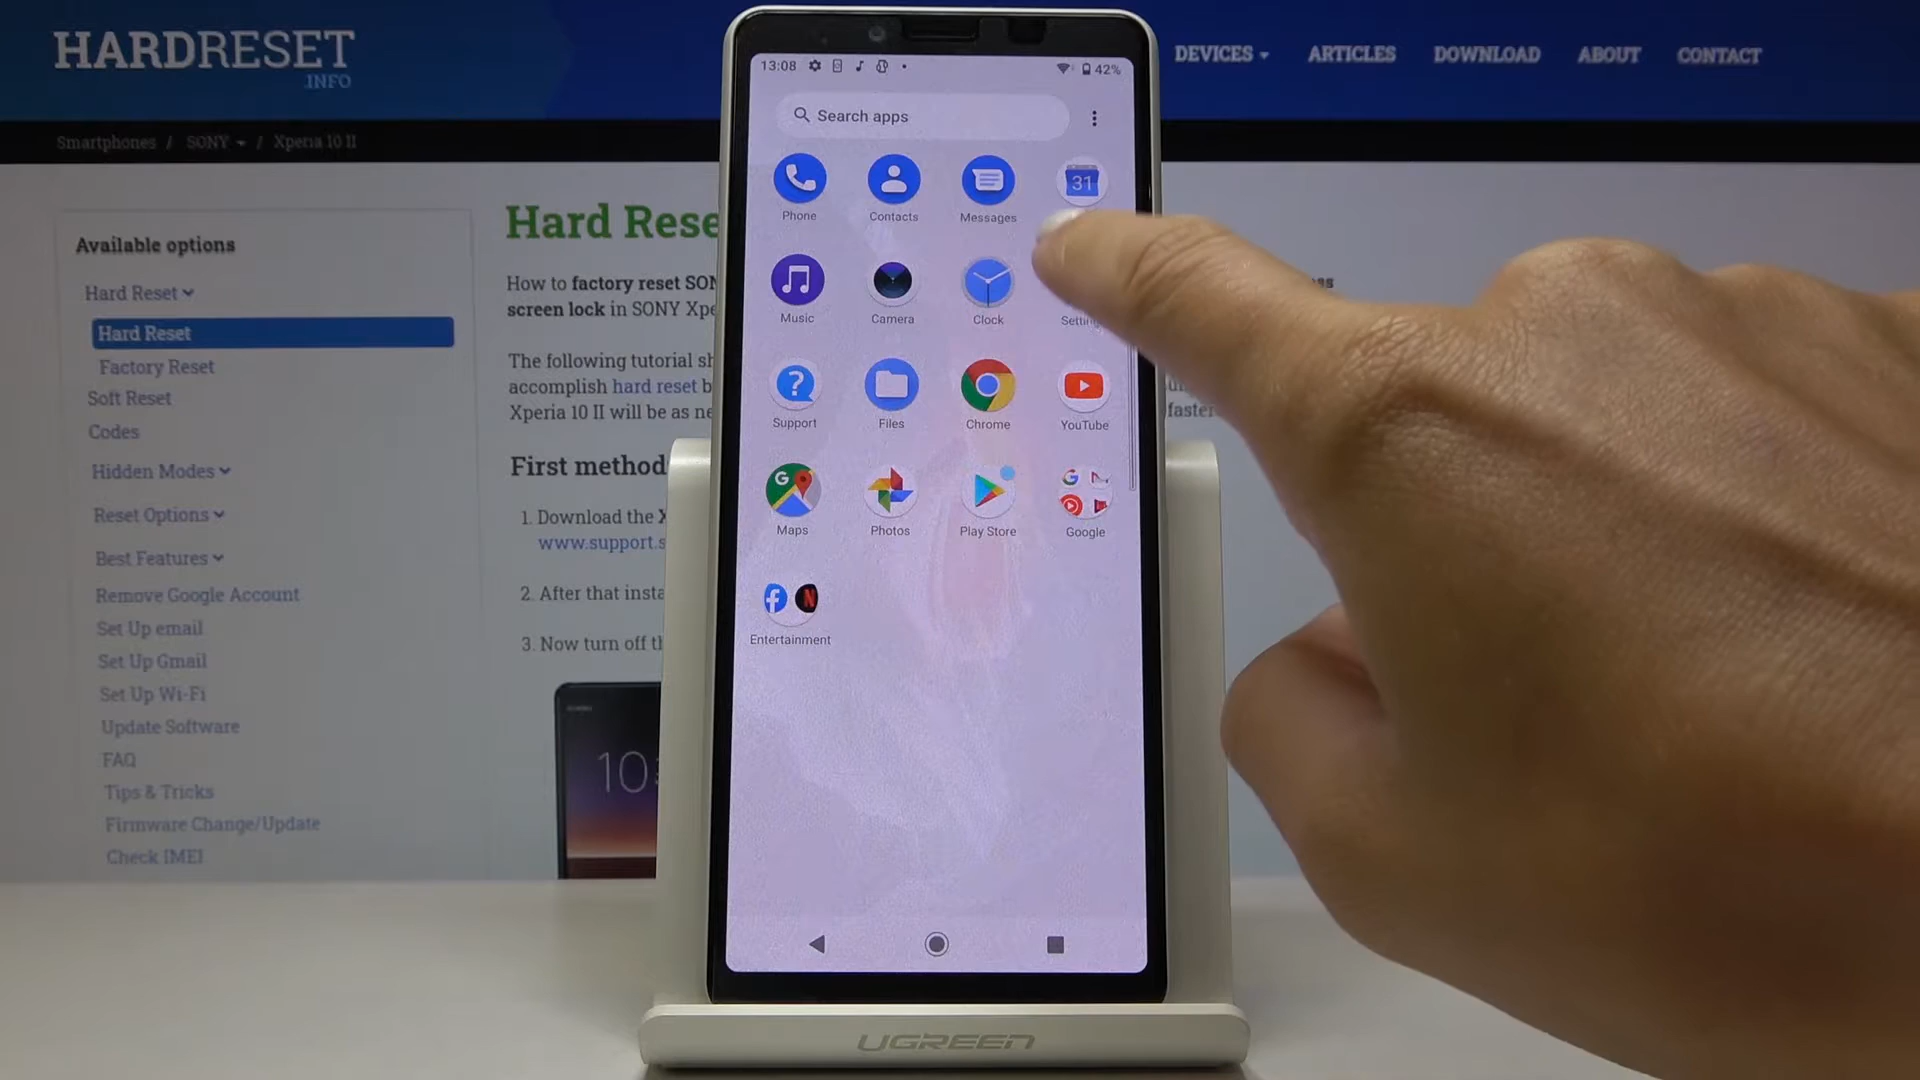 HARDRESET
.INFO
DEVICES
ARTICLES
DOWNLOAD
ABOUT
CONTACT
Smartphones / SONY / Xperia 10 II
Available options
Hard Reset
Hard Reset
Factory Reset
Soft Reset
Codes
Hidden Modes
Reset Options
Best Features
Remove Google Account
Set Up email
Set Up Gmail
Set Up Wi-Fi
Update Software
FAQ
Tips & Tricks
Firmware Change/Update
Check IMEI
Hard Rese
How to factory reset SON
screen lock in SONY Xpe
The following tutorial sh
accomplish hard reset b
Xperia 10 II will be as ne
faster
First method
1. Download the X
www.support.s
2. After that insta
3. Now turn off th
10
13:08
42%
Search apps
31
Phone
Contacts
Messages
Music
Camera
Clock
Settin
Support
Files
Chrome
YouTube
Maps
Photos
Play Store
Google
Entertainment
UGREEN